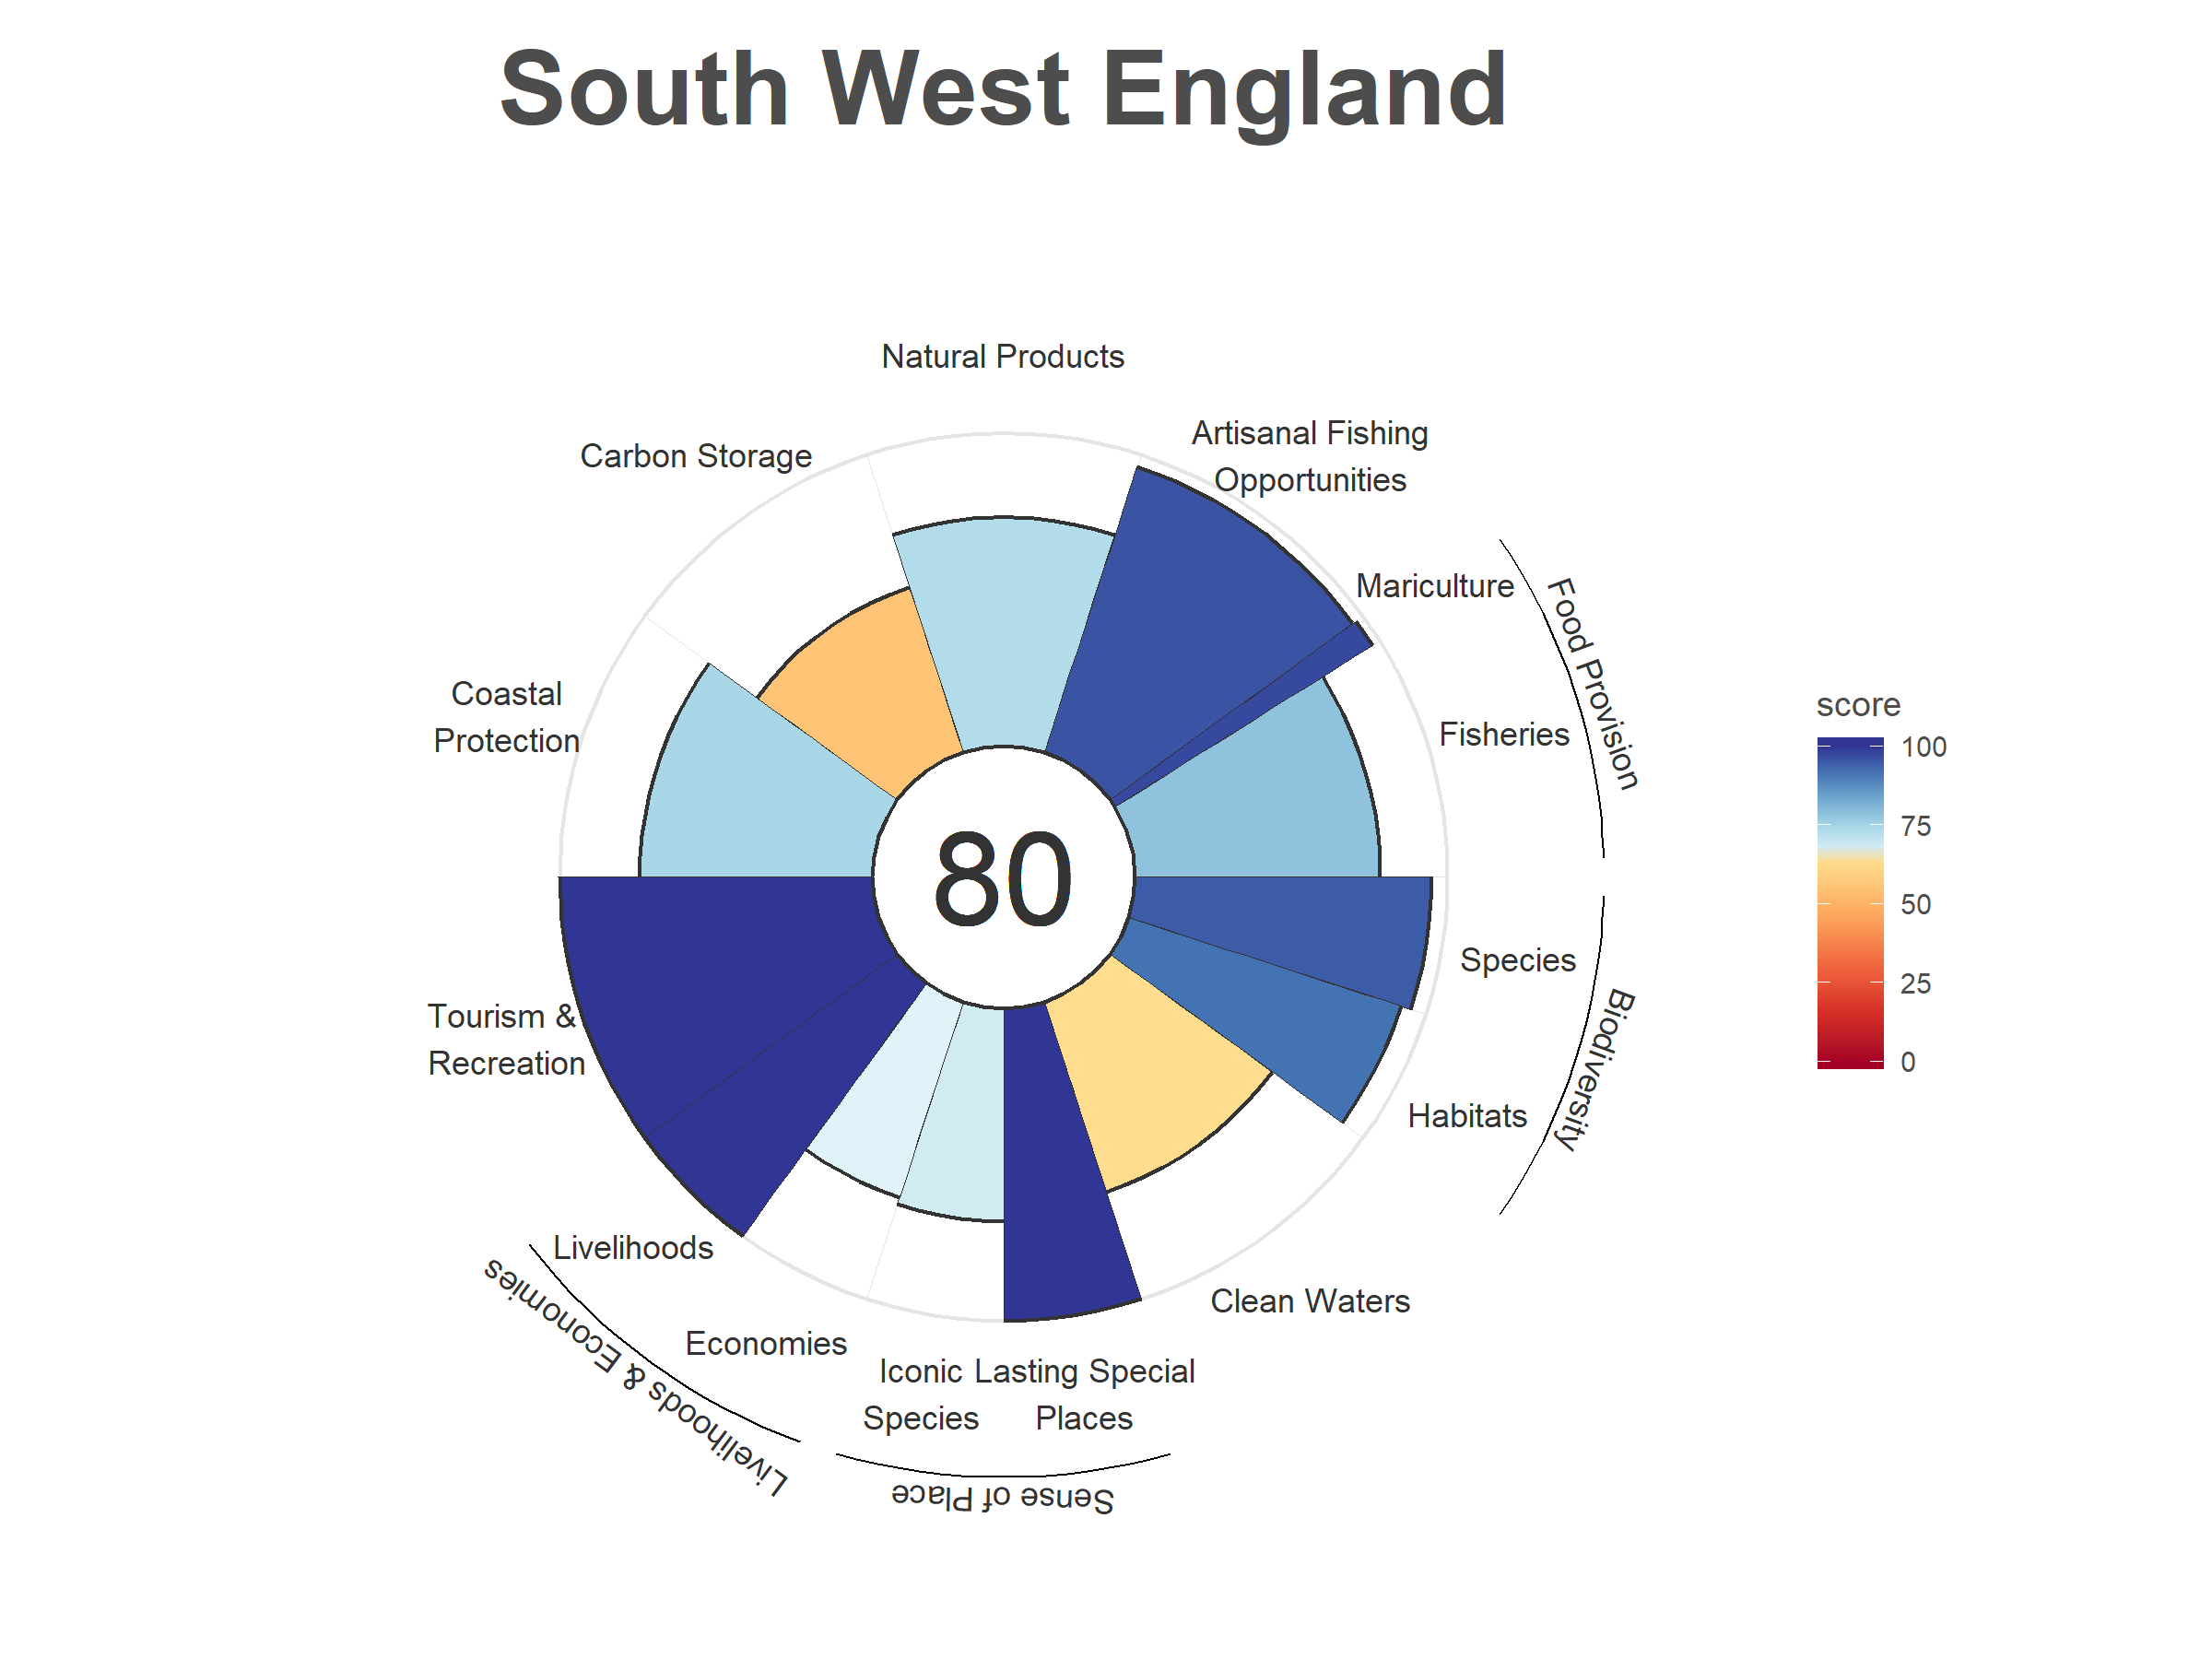 South West England
Natural Products
Artisanal Fishing
Opportunities
Carbon Storage
Mariculture
Food Provision
Coastal
Protection
Fisheries
score
100
75
50
25
0
80
Species
Biodiversity
Tourism &
Recreation
Habitats
Livelihoods
Clean Waters
Livelihoods & Economies
Economies
Iconic
Species
Lasting Special
Places
Sense of Place